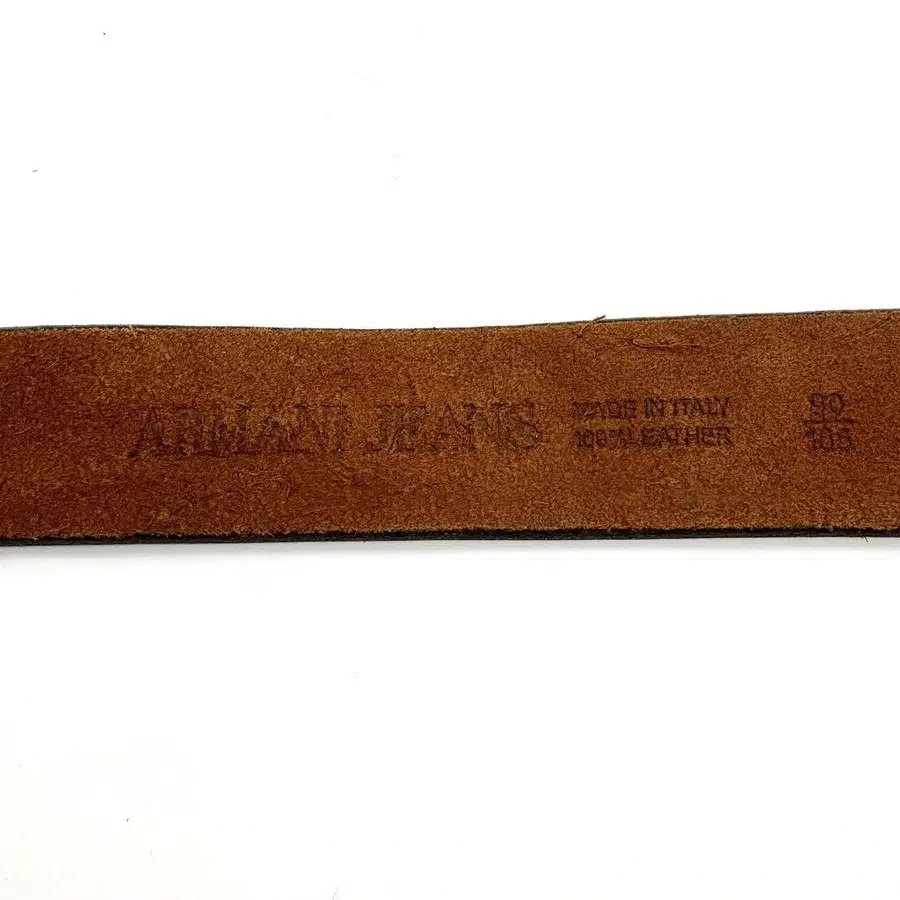 ARMANI JEANS
MADE IN ITALY
100% LEATHER
90
105